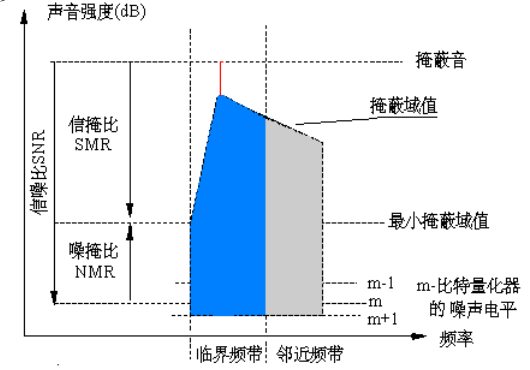 声音强度(dB)
掩蔽音
掩蔽域值
信掩比
SMR
信噪比SNR
最小掩蔽域值
噪掩比
NMR
m-1
m
m+1
m-比特量化器
的 噪声电平
频率
临界频带
邻近频带